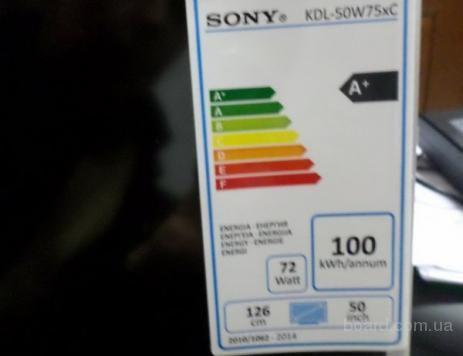 SONY® KDL-50W75xC
A+
A+
A
B
C
D
E
F
ENERGIA · ЕНЕРГИЯ
ΕΝΕΡΓΕΙΑ · ENERGIJA
ENERGY · ENERGIE
ENERGI
100
kWh/annum
72
Watt
126
cm
50
inch
2010/1062 - 2014
board.com.ua